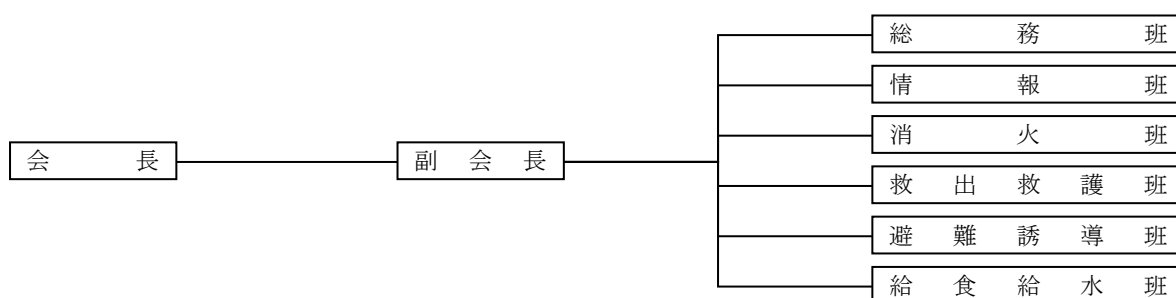 総務班
情報班
消火班
会長
副会長
救出救護班
避難誘導班
給食給水班